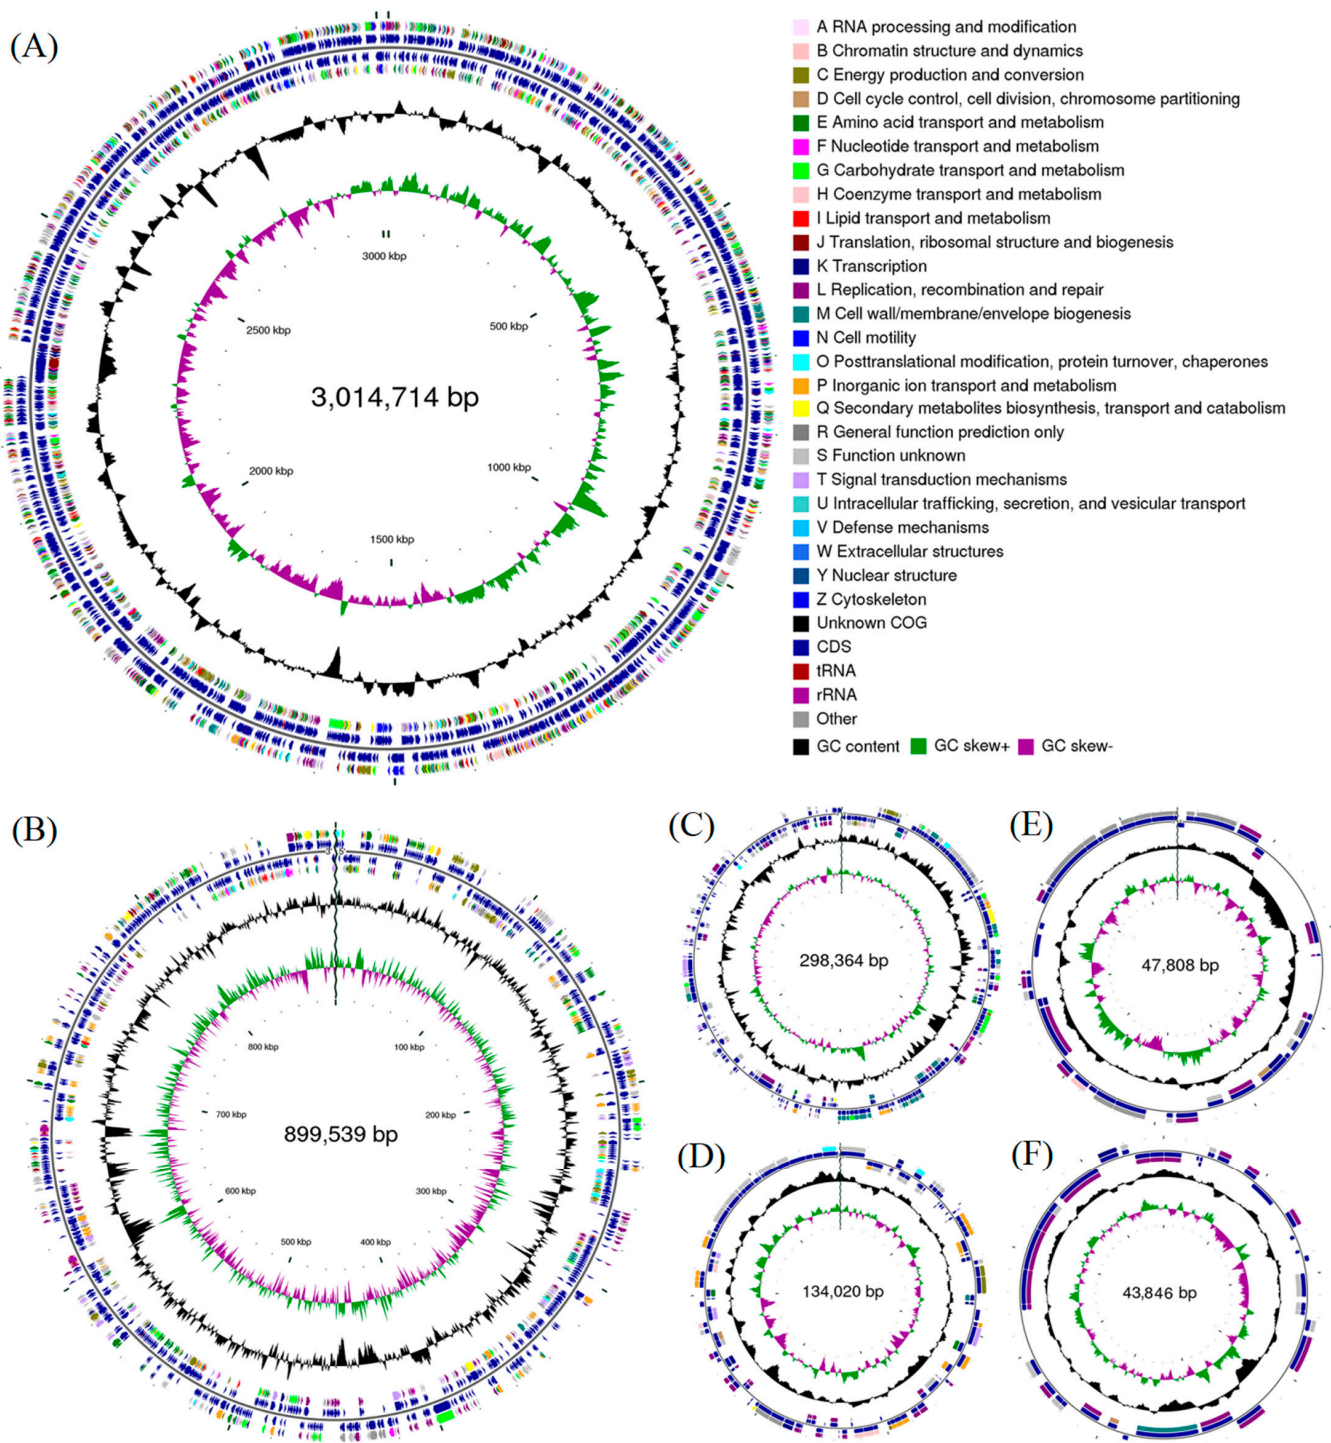 (A)
3000 kbp
500 kbp
1000 kbp
1500 kbp
2000 kbp
2500 kbp
3,014,714 bp
A RNA processing and modification
B Chromatin structure and dynamics
C Energy production and conversion
D Cell cycle control, cell division, chromosome partitioning
E Amino acid transport and metabolism
F Nucleotide transport and metabolism
G Carbohydrate transport and metabolism
H Coenzyme transport and metabolism
I Lipid transport and metabolism
J Translation, ribosomal structure and biogenesis
K Transcription
L Replication, recombination and repair
M Cell wall/membrane/envelope biogenesis
N Cell motility
O Posttranslational modification, protein turnover, chaperones
P Inorganic ion transport and metabolism
Q Secondary metabolites biosynthesis, transport and catabolism
R General function prediction only
S Function unknown
T Signal transduction mechanisms
U Intracellular trafficking, secretion, and vesicular transport
V Defense mechanisms
W Extracellular structures
Y Nuclear structure
Z Cytoskeleton
Unknown COG
CDS
tRNA
rRNA
Other
GC content GC skew+ GC skew-
(B)
3' 5'
100 kbp
200 kbp
300 kbp
400 kbp
500 kbp
600 kbp
700 kbp
800 kbp
899,539 bp
(C)
298,364 bp
(E)
47,808 bp
(D)
134,020 bp
(F)
43,846 bp